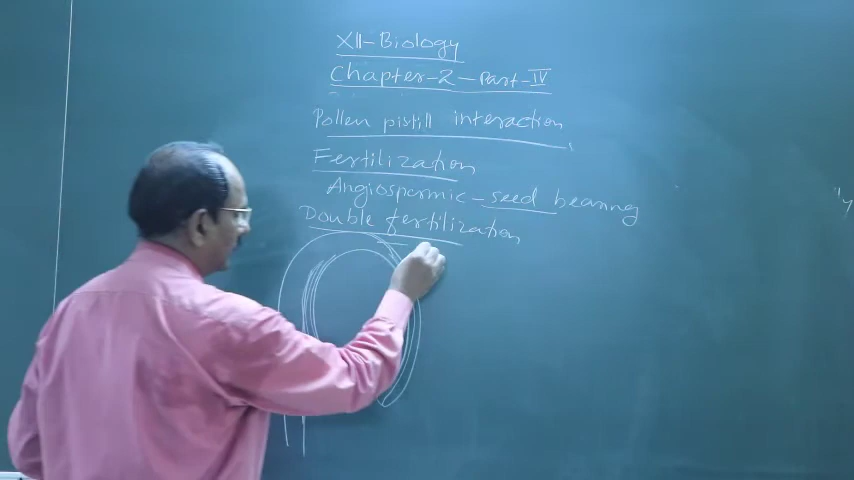 XII-Biology
Chapter-2-Part-IV
Pollen pistill interaction
Fertilization
Angiospermic-seed bearing
Double fertilization